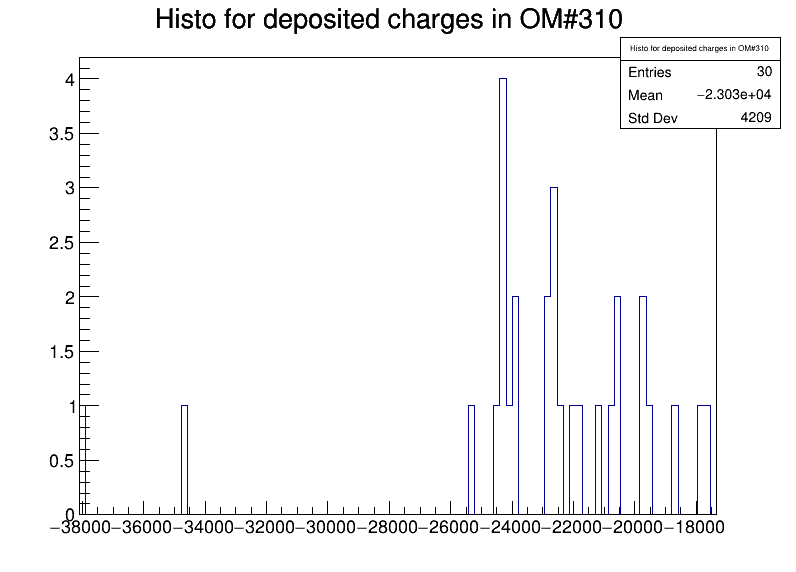 Histo for deposited charges in OM#310
Histo for deposited charges in OM#310
Entries 30
Mean −2.303e+04
Std Dev 4209
4
3.5
3
2.5
2
1.5
1
0.5
0
−38000 −36000 −34000 −32000 −30000 −28000 −26000 −24000 −22000 −20000 −18000